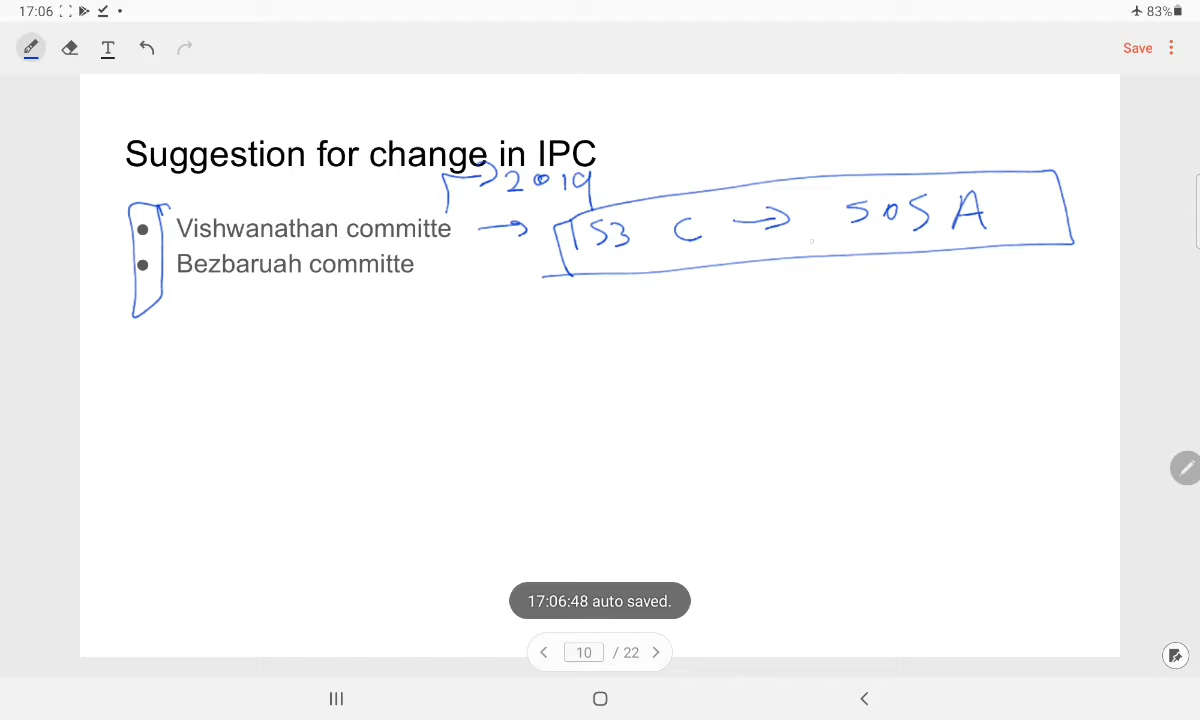 17:06
83%
T
Save
Suggestion for change in IPC
2019
Vishwanathan committe
153 C → 505 A
Bezbaruah committe
17:06:48 auto saved.
10 / 22